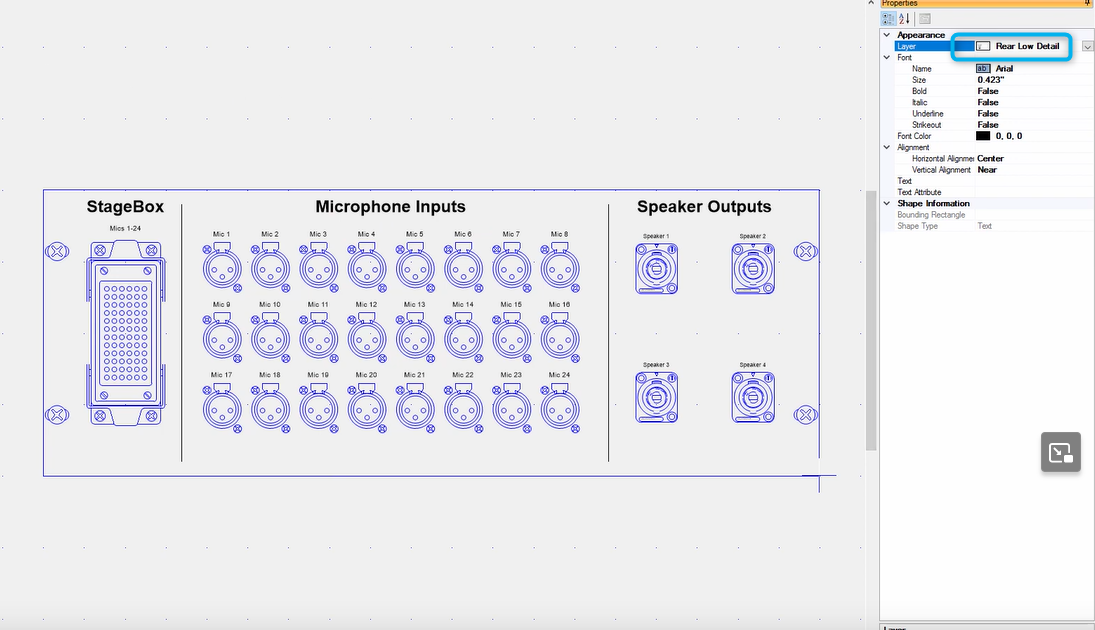 Properties
Appearance
Layer Rear Low Detail
Font
Name ab Arial
Size 0.423"
Bold False
Italic False
Underline False
Strikeout False
Font Color 0, 0, 0
Alignment
Horizontal Alignme Center
Vertical Alignment Near
Text
Text Attribute
Shape Information
Bounding Rectangle
Shape Type Text
StageBox Microphone Inputs Speaker Outputs
Mics 1-24
Mic 1 Mic 2 Mic 3 Mic 4 Mic 5 Mic 6 Mic 7 Mic 8
Speaker 1 Speaker 2
Mic 9 Mic 10 Mic 11 Mic 12 Mic 13 Mic 14 Mic 15 Mic 16
Speaker 3 Speaker 4
Mic 17 Mic 18 Mic 19 Mic 20 Mic 21 Mic 22 Mic 23 Mic 24
Layer